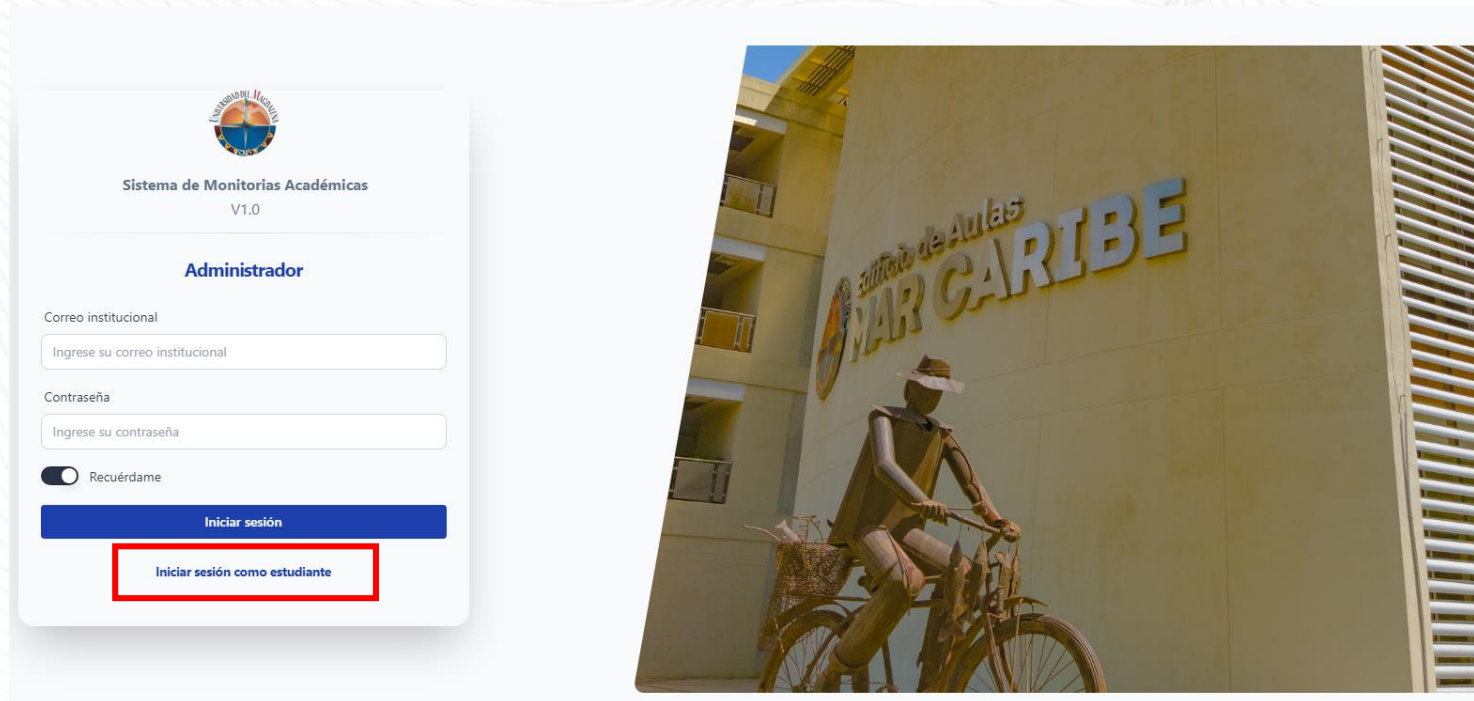 UNIVERSIDAD DEL MAGDALENA
Sistema de Monitorias Académicas
V1.0
Administrador
Correo institucional
Ingrese su correo institucional
Contraseña
Ingrese su contraseña
Recuérdame
Iniciar sesión
Iniciar sesión como estudiante
Edificio de Aulas
MAR CARIBE